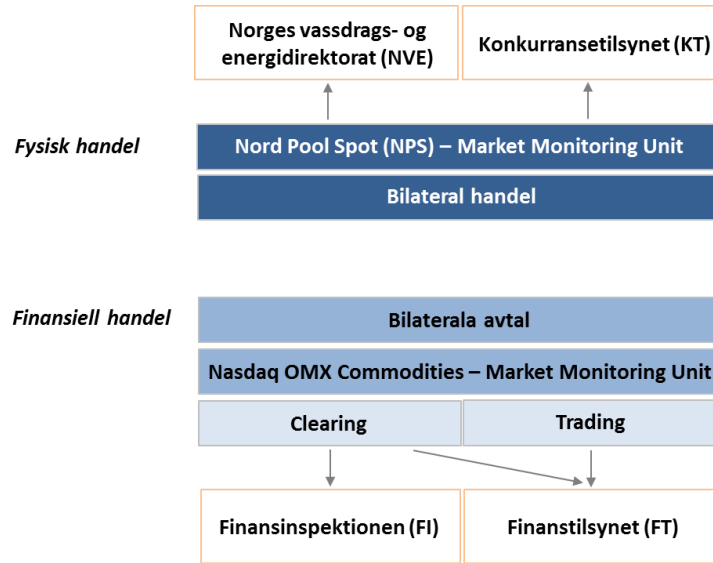 Norges vassdrags- og
energidirektorat (NVE)
Konkurransetilsynet (KT)
Fysisk handel
Nord Pool Spot (NPS) – Market Monitoring Unit
Bilateral handel
Finansiell handel
Bilaterala avtal
Nasdaq OMX Commodities – Market Monitoring Unit
Clearing
Trading
Finansinspektionen (FI)
Finanstilsynet (FT)